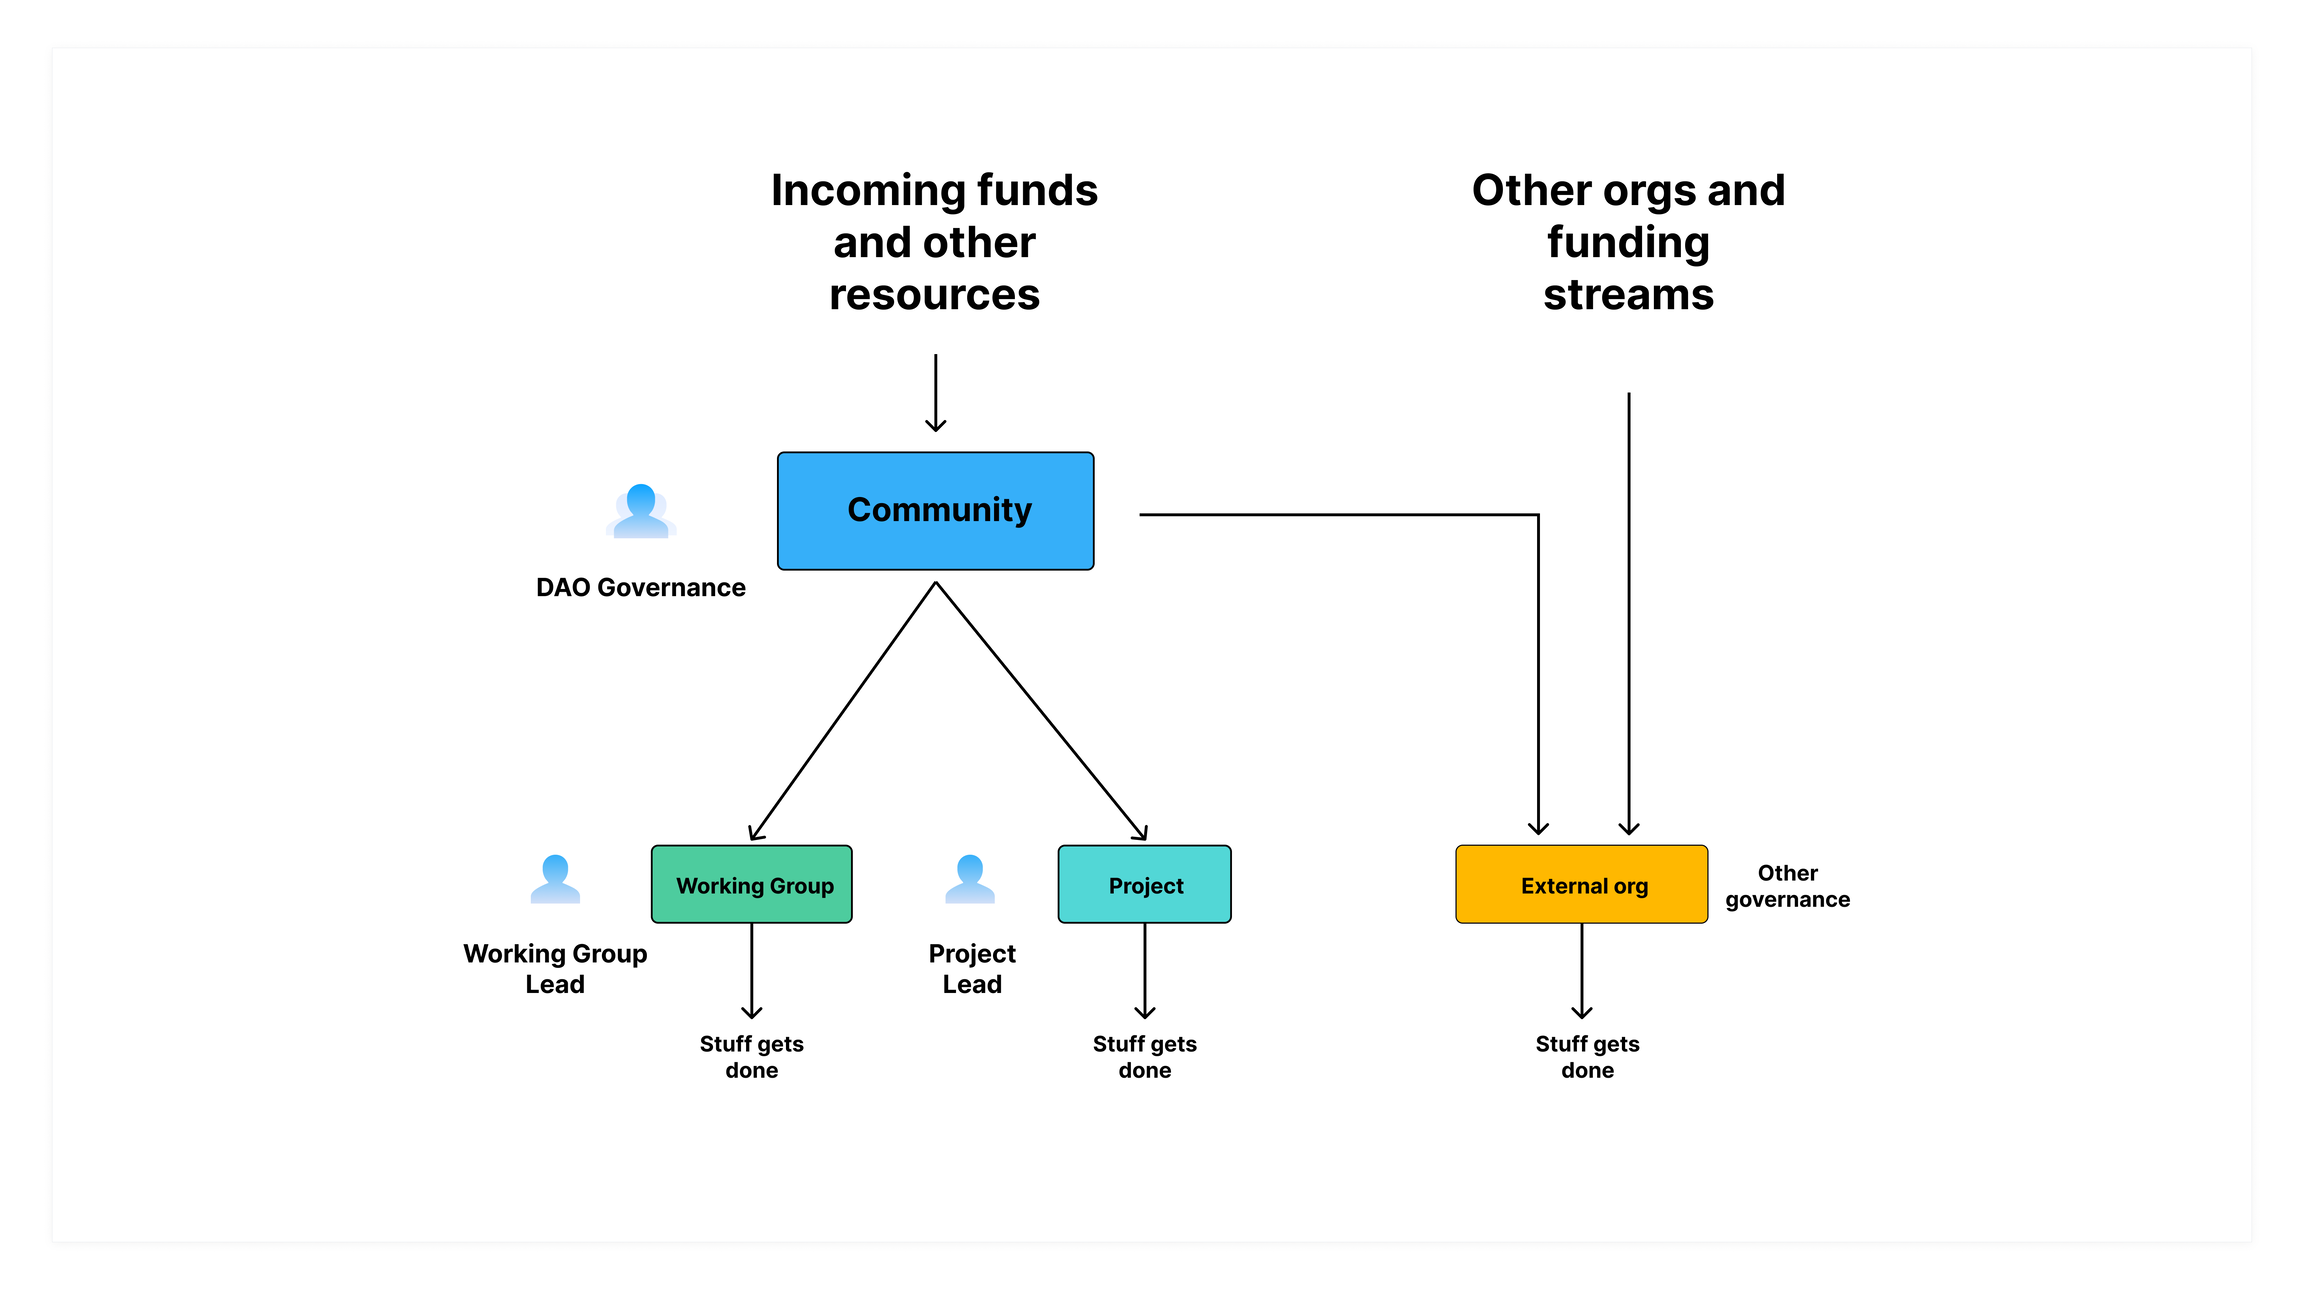 Incoming funds
and other
resources
Other orgs and
funding
streams
Community
DAO Governance
Working Group
Project
External org
Other
governance
Working Group
Lead
Project
Lead
Stuff gets
done
Stuff gets
done
Stuff gets
done